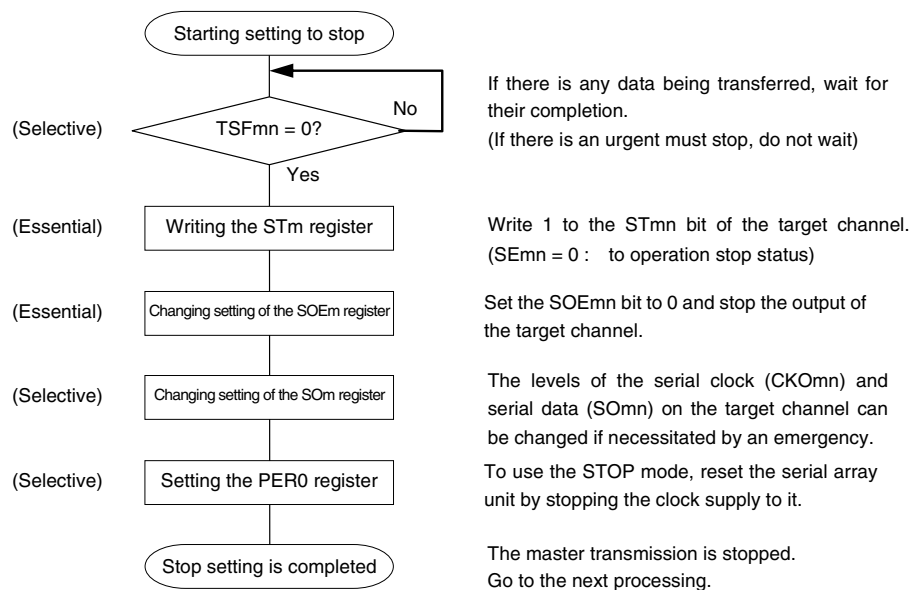 Starting setting to stop
No
If there is any data being transferred, wait for
their completion.
(If there is an urgent must stop, do not wait)
(Selective)
TSFmn = 0?
Yes
(Essential)
Writing the STm register
Write 1 to the STmn bit of the target channel.
(SEmn = 0 : to operation stop status)
(Essential)
Changing setting of the SOEm register
Set the SOEmn bit to 0 and stop the output of
the target channel.
(Selective)
Changing setting of the SOm register
The levels of the serial clock (CKOmn) and
serial data (SOmn) on the target channel can
be changed if necessitated by an emergency.
(Selective)
Setting the PER0 register
To use the STOP mode, reset the serial array
unit by stopping the clock supply to it.
Stop setting is completed
The master transmission is stopped.
Go to the next processing.